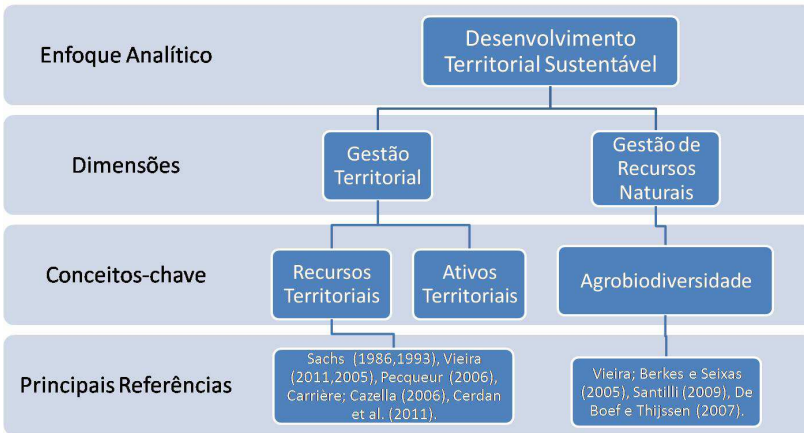 Enfoque Analítico
Desenvolvimento
Territorial Sustentável
Dimensões
Gestão
Territorial
Gestão de
Recursos
Naturais
Conceitos-chave
Recursos
Territoriais
Ativos
Territoriais
Agrobiodiversidade
Principais Referências
Sachs (1986,1993), Vieira
(2011,2005), Pecqueur (2006),
Carrière; Cazella (2006), Cerdan
et al. (2011).
Vieira; Berkes e Seixas
(2005), Santilli (2009), De
Boef e Thijssen (2007).